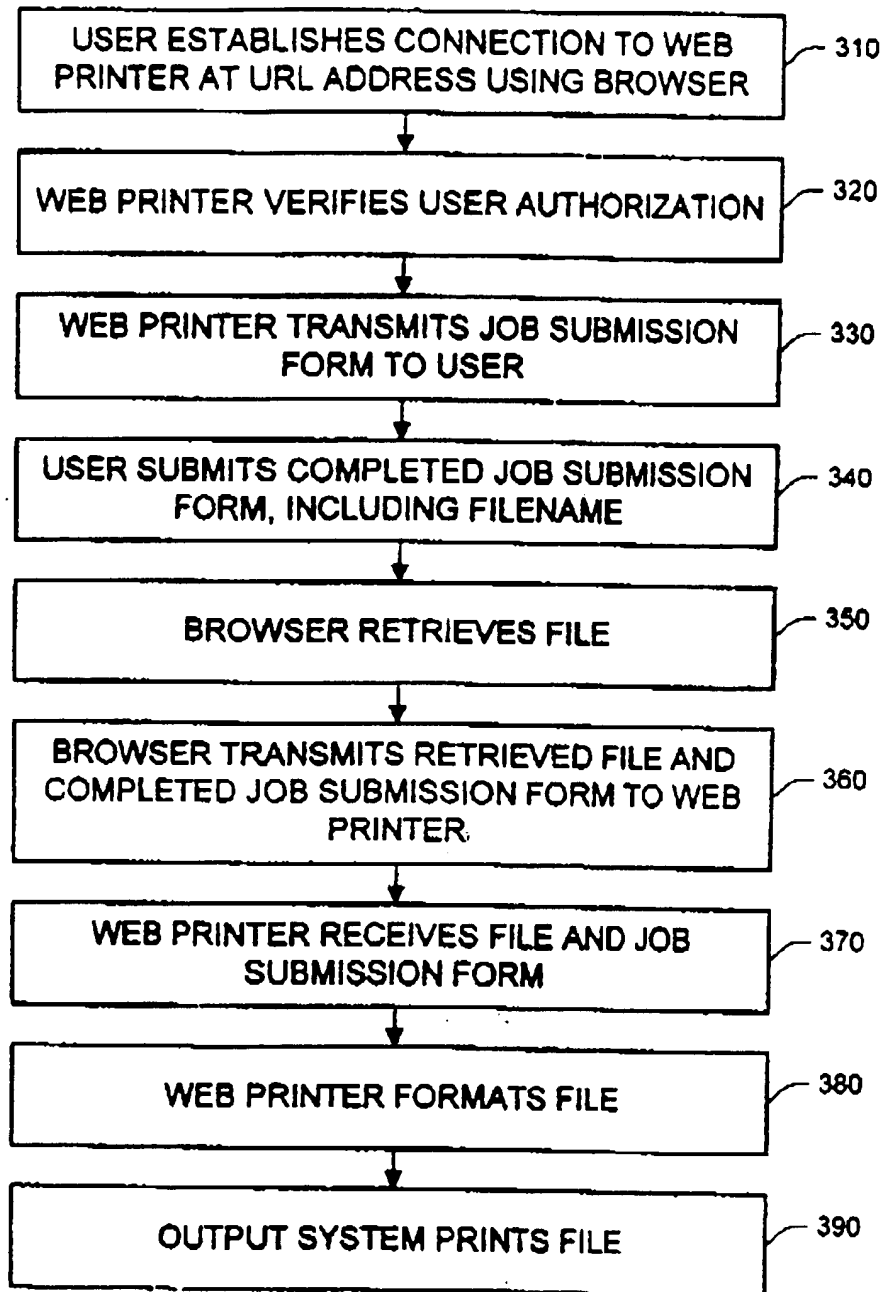 USER ESTABLISHES CONNECTION TO WEB
PRINTER AT URL ADDRESS USING BROWSER
310
WEB PRINTER VERIFIES USER AUTHORIZATION
320
WEB PRINTER TRANSMITS JOB SUBMISSION
FORM TO USER
330
USER SUBMITS COMPLETED JOB SUBMISSION
FORM, INCLUDING FILENAME
340
BROWSER RETRIEVES FILE
350
BROWSER TRANSMITS RETRIEVED FILE AND
COMPLETED JOB SUBMISSION FORM TO WEB
PRINTER
360
WEB PRINTER RECEIVES FILE AND JOB
SUBMISSION FORM
370
WEB PRINTER FORMATS FILE
380
OUTPUT SYSTEM PRINTS FILE
390